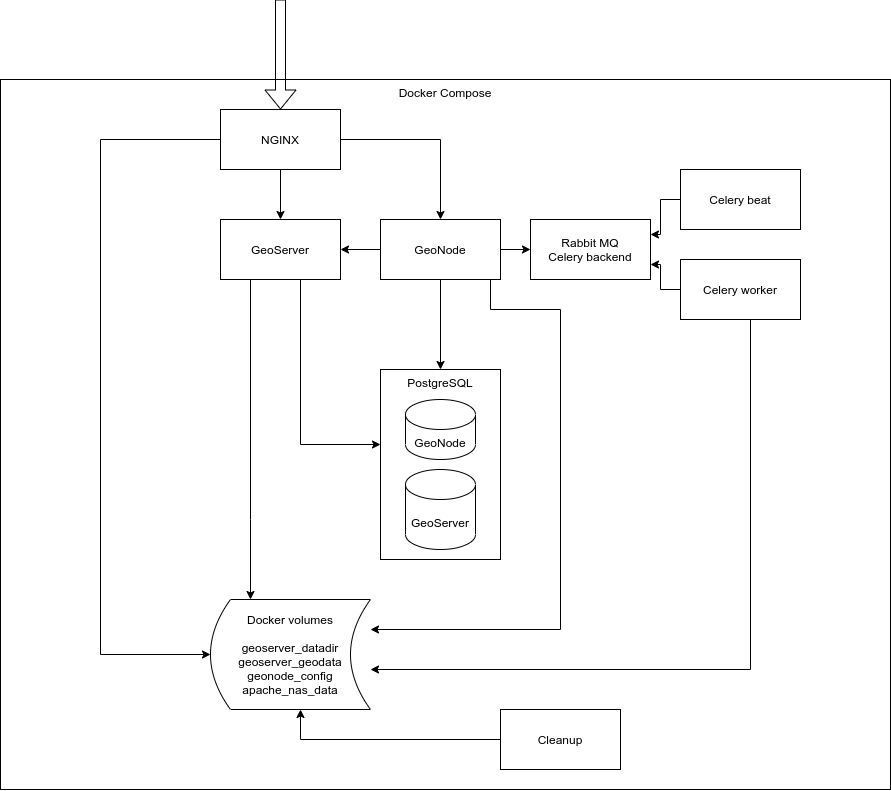 Docker Compose
NGINX
Celery beat
GeoServer
GeoNode
Rabbit MQ
Celery backend
Celery worker
PostgreSQL
GeoNode
GeoServer
Docker volumes
geoserver_datadir
geoserver_geodata
geonode_config
apache_nas_data
Cleanup